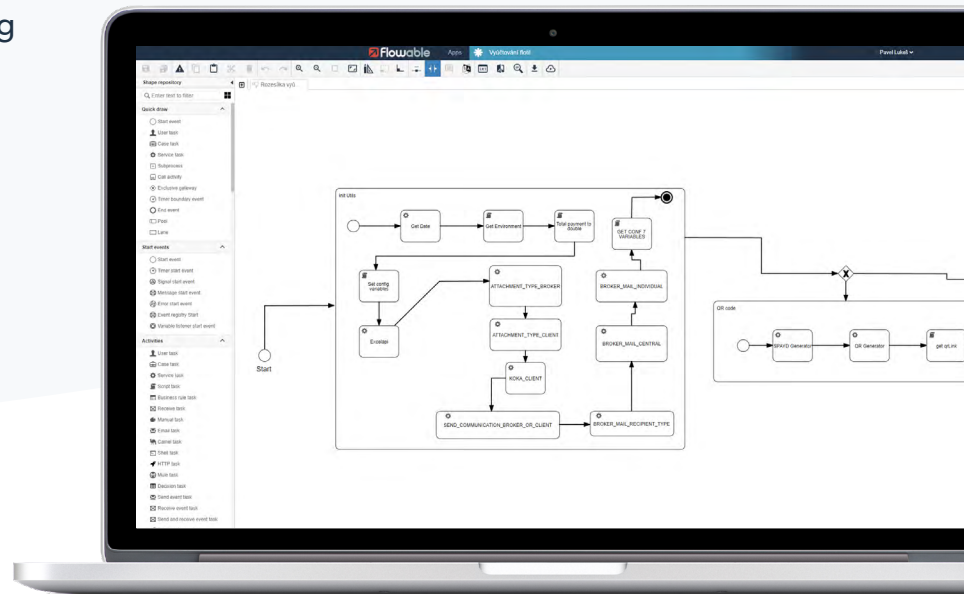 g
Flowable
Apps
Vyúčtování flotil
Pavel Lukeš
Shape repository
Rozesílka vyú...
Enter text to filter
Quick draw
Start event
User task
Case task
Service task
Subprocess
Call activity
Exclusive gateway
Timer boundary event
End event
Pool
Lane
Start events
Start event
Timer start event
Signal start event
Message start event
Error start event
Event registry Start
Variable listener start event
Activities
User task
Case task
Service task
Script task
Business rule task
Receive task
Manual task
Email task
Camel task
Shell task
HTTP task
Mule task
Decision task
Send event task
Receive event task
Send and receive event task
Start
Init Utils
Get Date
Get Environment
Total payment to
double
GET CONF 7
VARIABLES
Set config
variables
ATTACHMENT_TYPE_BROKER
BROKER_MAIL_INDIVIDUAL
ATTACHMENT_TYPE_CLIENT
BROKER_MAIL_CENTRAL
KOKA_CLIENT
SEND_COMMUNICATION_BROKER_OR_CLIENT
BROKER_MAIL_RECIPIENT_TYPE
QR code
SPAYD Generator
QR Generator
get qrLink